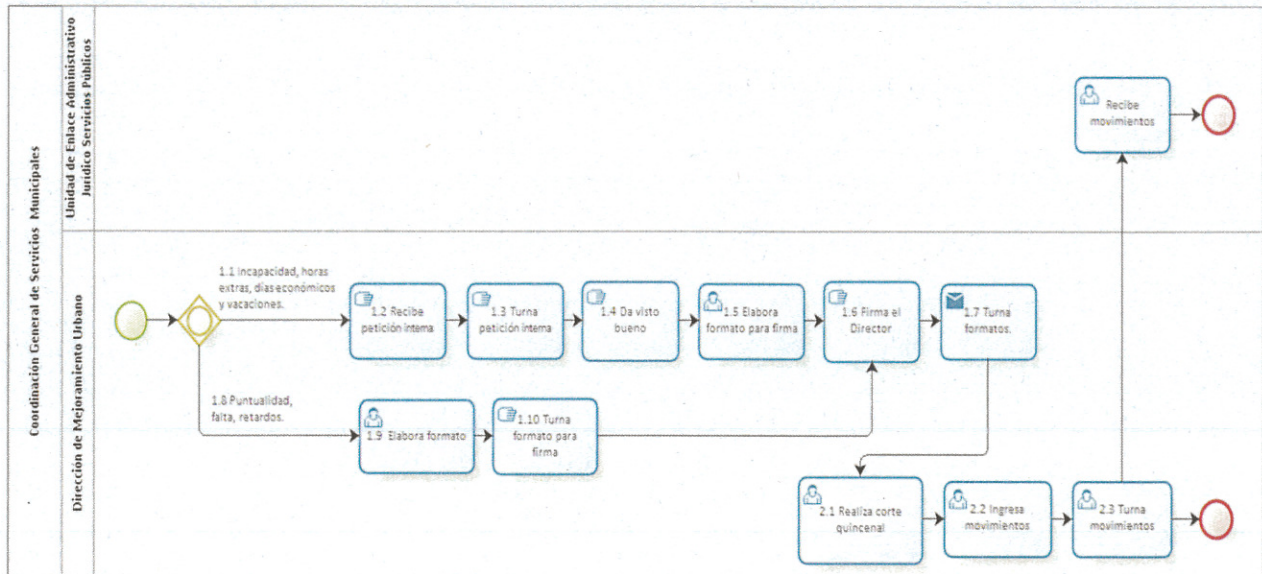 Coordinación General de Servicios Municipales
Unidad de Enlace Administrativo
Jurídico Servicios Públicos
Recibe
movimientos
Dirección de Mejoramiento Urbano
1.1 Incapacidad, horas
extras, días económicos
y vacaciones.
1.2 Recibe
petición interna
1.3 Turna
petición interna
1.4 Da visto
bueno
1.5 Elabora
formato para firma
1.6 Firma el
Director
1.7 Turna
formatos.
1.8 Puntualidad,
falta, retardos.
1.9 Elabora formato
1.10 Turna
formato para
firma
2.1 Realiza corte
quincenal
2.2 Ingresa
movimientos
2.3 Turna
movimientos